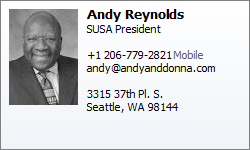 Andy Reynolds
SUSA President
+1 206-779-2821 Mobile
andy@andyanddonna.com
3315 37th Pl. S.
Seattle, WA 98144